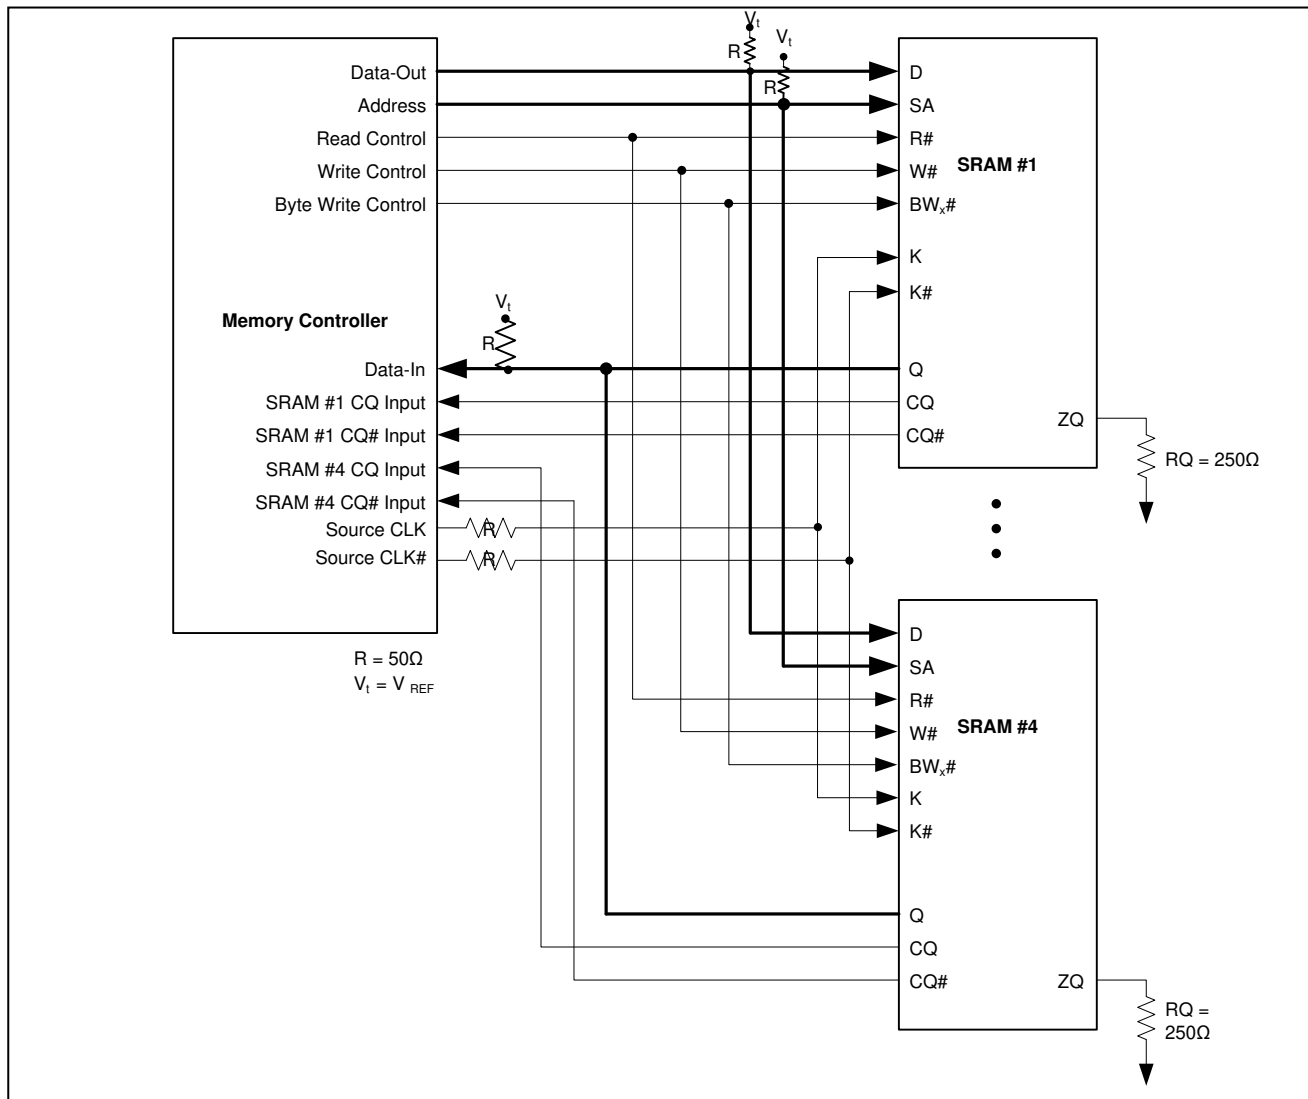 Vt
R
Vt
R
Data-Out
Address
Read Control
Write Control
Byte Write Control
Memory Controller
Vt
R
Data-In
SRAM #1 CQ Input
SRAM #1 CQ# Input
SRAM #4 CQ Input
SRAM #4 CQ# Input
Source CLK
R
Source CLK#
R
R = 50Ω
Vt = V REF
D
SA
R#
W#
BWx#
K
K#
Q
CQ
CQ#
SRAM #1
ZQ
RQ = 250Ω
D
SA
R#
W#
BWx#
K
K#
Q
CQ
CQ#
SRAM #4
ZQ
RQ =
250Ω